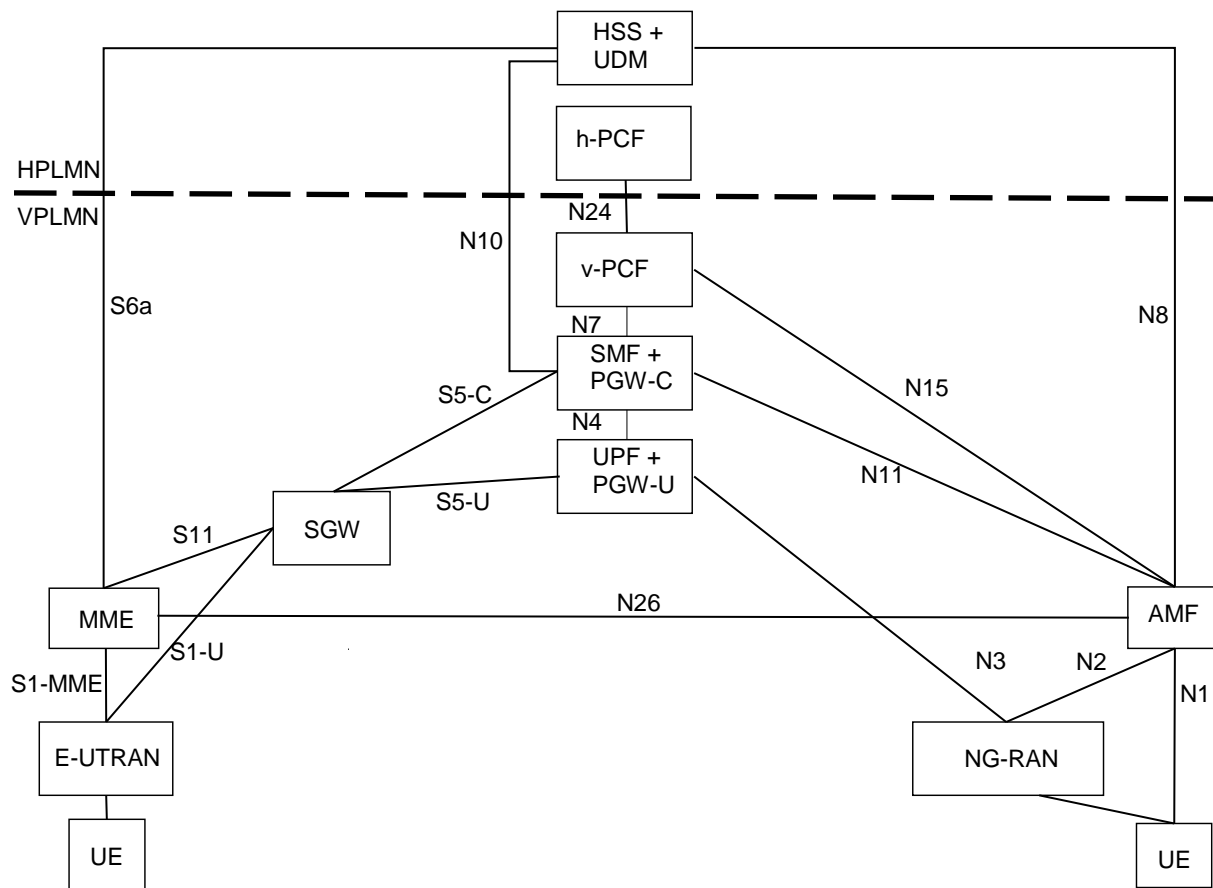 HSS +
UDM
h-PCF
HPLMN
VPLMN
N24
N10
v-PCF
S6a
N8
N7
SMF +
PGW-C
S5-C
N15
N4
UPF +
PGW-U
N11
S5-U
SGW
S11
N26
MME
AMF
S1-U
N3
N2
S1-MME
N1
E-UTRAN
NG-RAN
UE
UE